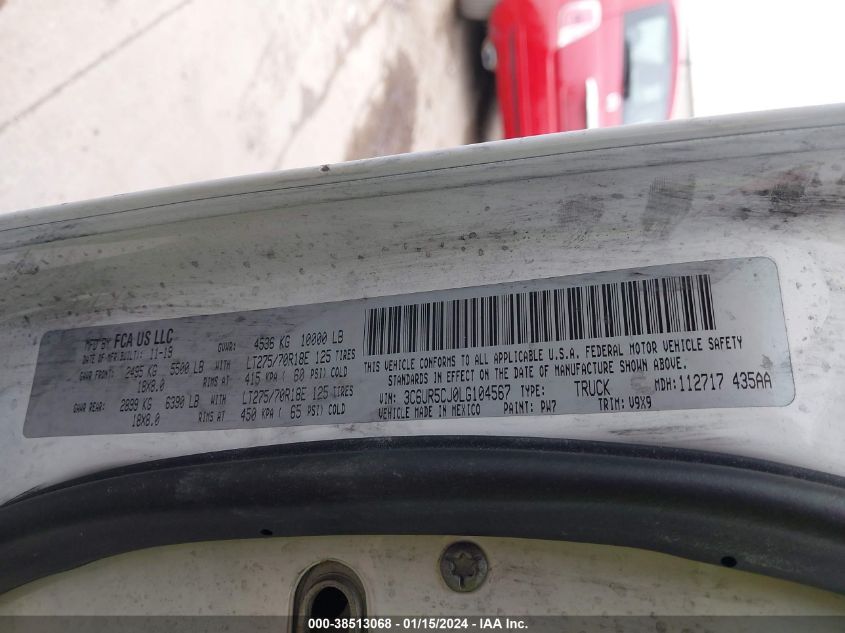 MFD BY FCA US LLC
DATE OF MFR(BUILT): 11-19 GVWR: 4536 KG 10000 LB
GAWR FRONT: 2495 KG 5500 LB WITH LT275/70R18E 125 TIRES
18X8.0 RIMS AT 415 KPA ( 60 PSI) COLD
GAWR REAR: 2899 KG 6390 LB WITH LT275/70R18E 125 TIRES
18X8.0 RIMS AT 450 KPA ( 65 PSI) COLD
THIS VEHICLE CONFORMS TO ALL APPLICABLE U.S.A. FEDERAL MOTOR VEHICLE SAFETY
STANDARDS IN EFFECT ON THE DATE OF MANUFACTURE SHOWN ABOVE.
VIN: 3C6UR5CJ0LG104567 TYPE: TRUCK MDH: 112717 435AA
VEHICLE MADE IN MEXICO PAINT: PW7 TRIM: V9X9
000-38513068 - 01/15/2024 - IAA Inc.